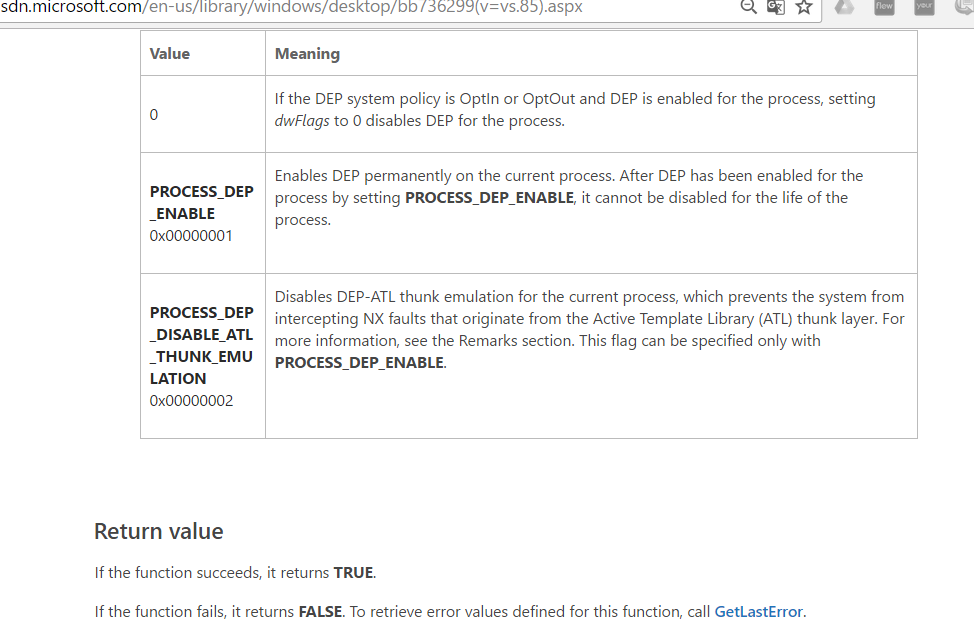 sdn.microsoft.com/en-us/library/windows/desktop/bb736299(v=vs.85).aspx
flow
your
Value
Meaning
0
If the DEP system policy is OptIn or OptOut and DEP is enabled for the process, setting
dwFlags to 0 disables DEP for the process.
PROCESS_DEP
_ENABLE
0x00000001
Enables DEP permanently on the current process. After DEP has been enabled for the
process by setting PROCESS_DEP_ENABLE, it cannot be disabled for the life of the
process.
PROCESS_DEP
_DISABLE_ATL
_THUNK_EMU
LATION
0x00000002
Disables DEP-ATL thunk emulation for the current process, which prevents the system from
intercepting NX faults that originate from the Active Template Library (ATL) thunk layer. For
more information, see the Remarks section. This flag can be specified only with
PROCESS_DEP_ENABLE.
Return value
If the function succeeds, it returns TRUE.
If the function fails, it returns FALSE. To retrieve error values defined for this function, call GetLastError.